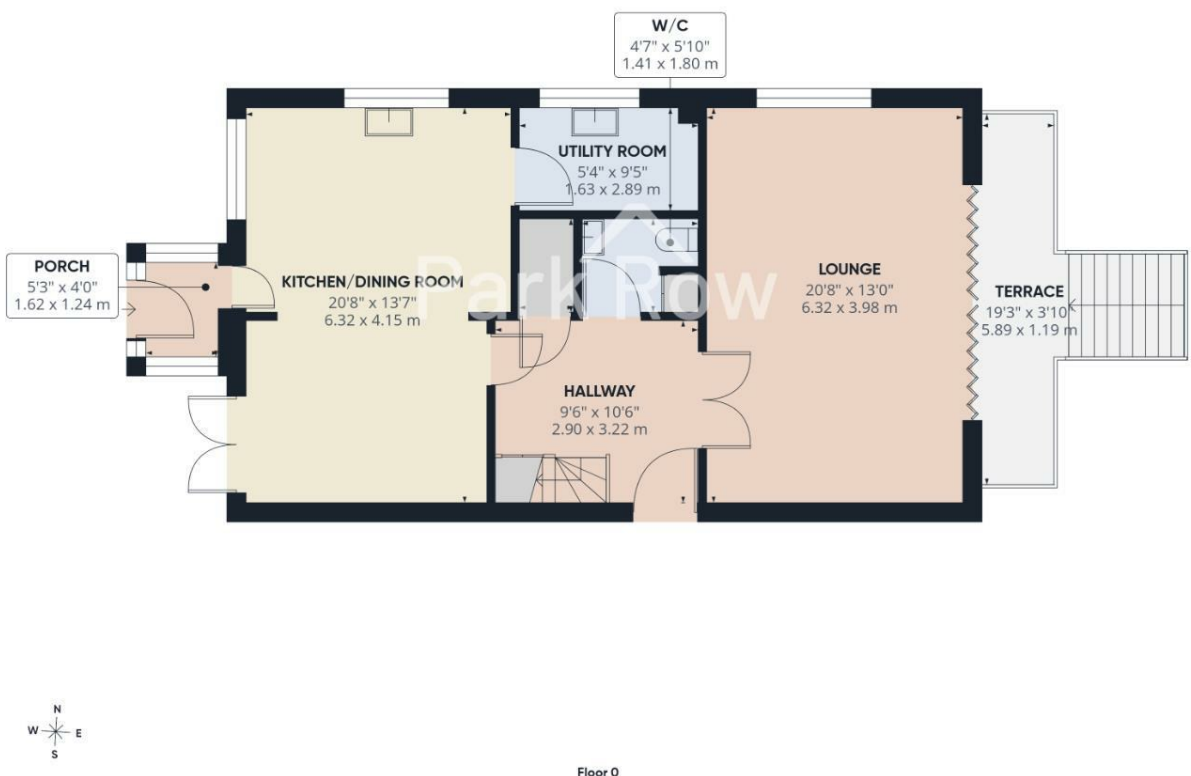 W/C
4'7" x 5'10"
1.41 x 1.80 m
UTILITY ROOM
5'4" x 9'5"
1.63 x 2.89 m
PORCH
5'3" x 4'0"
1.62 x 1.24 m
KITCHEN/DINING ROOM
20'8" x 13'7"
6.32 x 4.15 m
LOUNGE
20'8" x 13'0"
6.32 x 3.98 m
TERRACE
19'3" x 3'10"
5.89 x 1.19 m
Park Row
HALLWAY
9'6" x 10'6"
2.90 x 3.22 m
N
W E
S
Floor 0